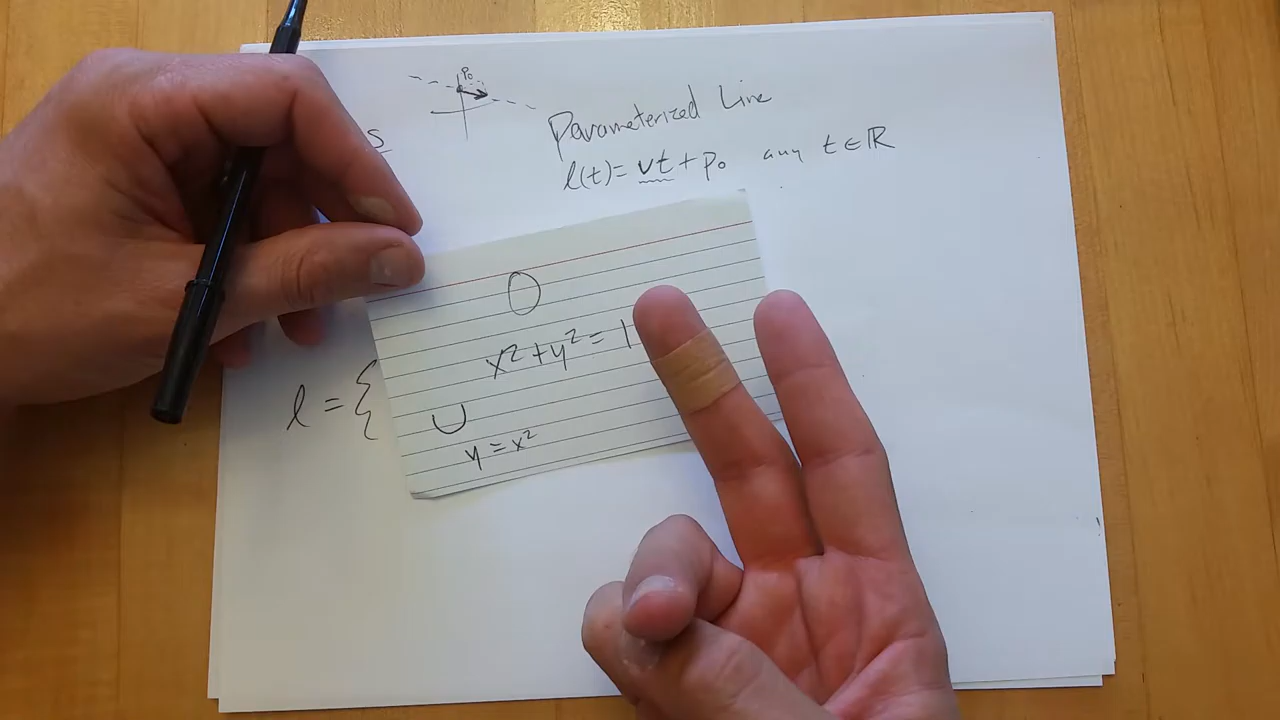 p₀
s
Parameterized Line
l(t)= vt + p₀ any t∈ℝ
x²+y²=1
l = {
y = x²